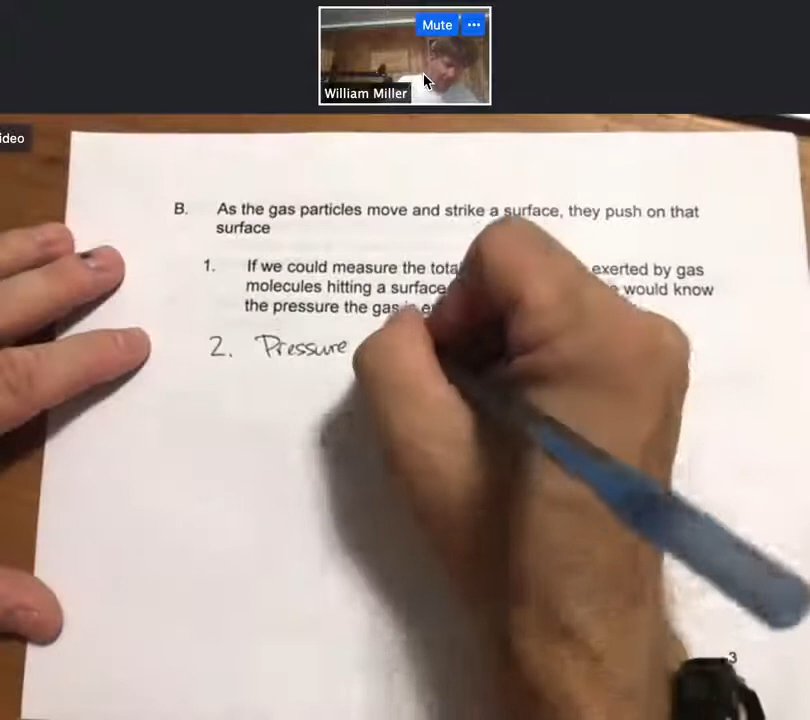 Mute
William Miller
ideo
B. As the gas particles move and strike a surface, they push on that
surface
1. If we could measure the tota exerted by gas
molecules hitting a surface would know
the pressure the gas
2. Pressure
3